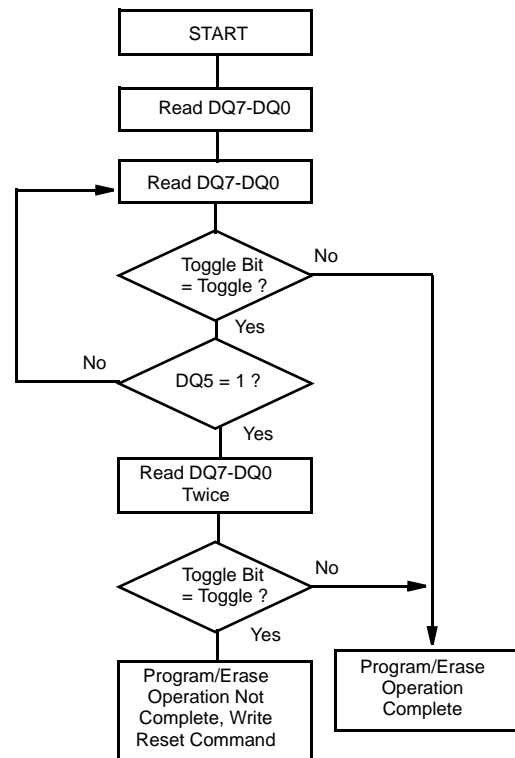 START
Read DQ7-DQ0
Read DQ7-DQ0
Toggle Bit
= Toggle ?
No
Yes
No
DQ5 = 1 ?
Yes
Read DQ7-DQ0
Twice
Toggle Bit
= Toggle ?
No
Yes
Program/Erase
Operation Not
Complete, Write
Reset Command
Program/Erase
Operation
Complete